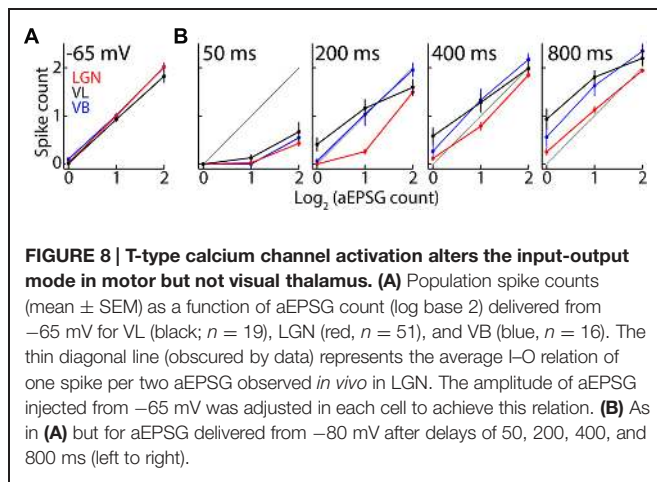 A
B
-65 mV
50 ms
200 ms
400 ms
800 ms
LGN
VL
VB
Spike count
2
1
0
0 1 2
0 1 2
0 1 2
0 1 2
0 1 2
Log₂ (aEPSG count)
FIGURE 8 | T-type calcium channel activation alters the input-output
mode in motor but not visual thalamus. (A) Population spike counts
(mean ± SEM) as a function of aEPSG count (log base 2) delivered from
−65 mV for VL (black; n = 19), LGN (red, n = 51), and VB (blue, n = 16). The
thin diagonal line (obscured by data) represents the average I–O relation of
one spike per two aEPSG observed in vivo in LGN. The amplitude of aEPSG
injected from −65 mV was adjusted in each cell to achieve this relation. (B) As
in (A) but for aEPSG delivered from −80 mV after delays of 50, 200, 400, and
800 ms (left to right).